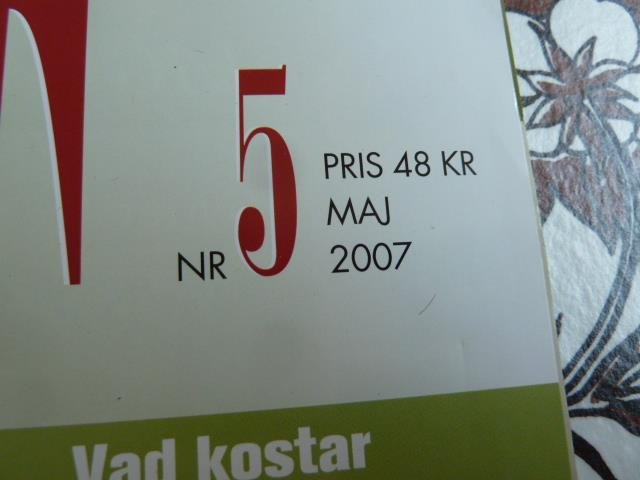 NR 5
PRIS 48 KR
MAJ
2007
Vad kostar